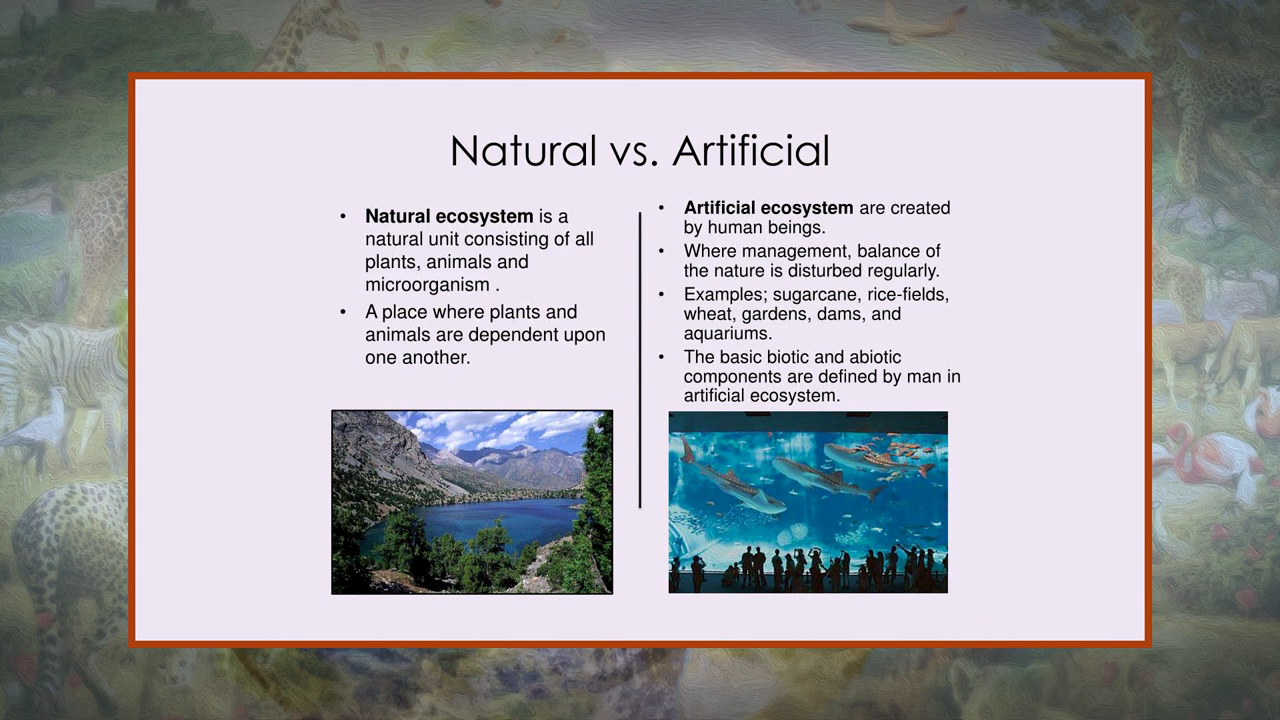 Natural vs. Artificial
• Natural ecosystem is a
natural unit consisting of all
plants, animals and
microorganism .
• A place where plants and
animals are dependent upon
one another.
• Artificial ecosystem are created
by human beings.
• Where management, balance of
the nature is disturbed regularly.
• Examples; sugarcane, rice-fields,
wheat, gardens, dams, and
aquariums.
• The basic biotic and abiotic
components are defined by man in
artificial ecosystem.